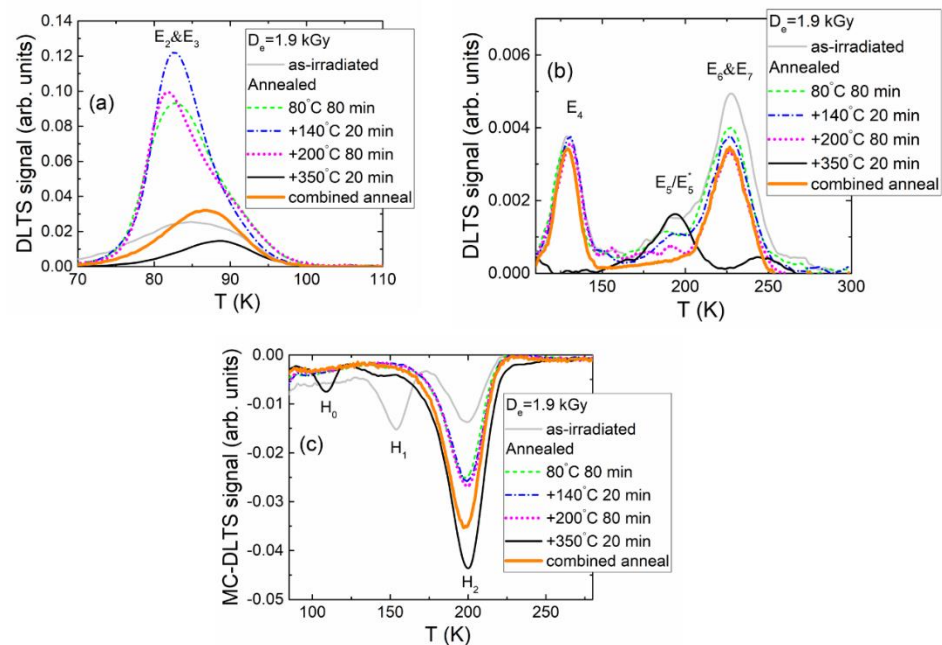 (a)
DLTS signal (arb. units)
0.14
0.12
0.10
0.08
0.06
0.04
0.02
0.00
E₂&E₃
Dₑ=1.9 kGy
as-irradiated
Annealed
80°C 80 min
+140°C 20 min
+200°C 80 min
+350°C 20 min
combined anneal
70 80 90 100 110
T (K)
(b)
DLTS signal (arb. units)
0.006
0.004
0.002
0.000
E₄
E₅/E₅*
E₆&E₇
Dₑ=1.9 kGy
as-irradiated
Annealed
80°C 80 min
+140°C 20 min
+200°C 80 min
+350°C 20 min
combined anneal
150 200 250 300
T (K)
(c)
MC-DLTS signal (arb. units)
0.00
-0.01
-0.02
-0.03
-0.04
-0.05
H₀
H₁
H₂
Dₑ=1.9 kGy
as-irradiated
Annealed
80°C 80 min
+140°C 20 min
+200°C 80 min
+350°C 20 min
combined anneal
100 150 200 250
T (K)